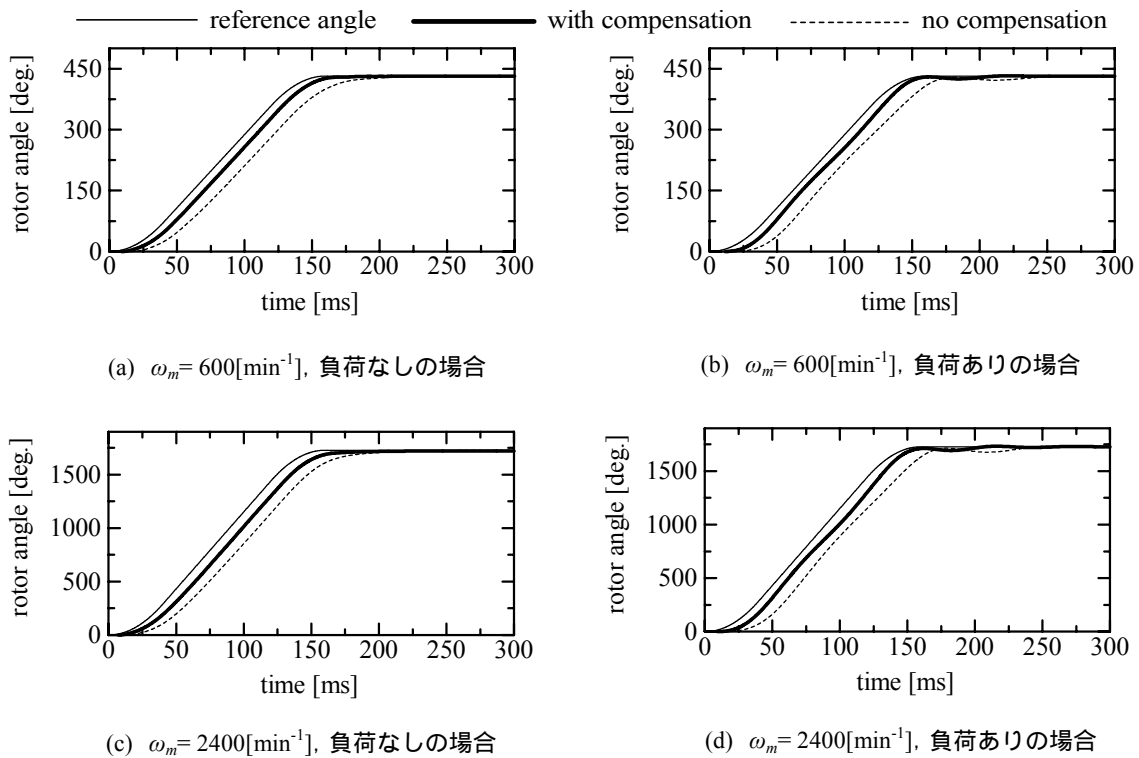 reference angle with compensation no compensation
450
300
150
0
0 50 100 150 200 250 300
rotor angle [deg.]
time [ms]
(a) ωm= 600[min-1], 負荷なしの場合
450
300
150
0
0 50 100 150 200 250 300
rotor angle [deg.]
time [ms]
(b) ωm= 600[min-1], 負荷ありの場合
1500
1000
500
0
0 50 100 150 200 250 300
rotor angle [deg.]
time [ms]
(c) ωm= 2400[min-1], 負荷なしの場合
1500
1000
500
0
0 50 100 150 200 250 300
rotor angle [deg.]
time [ms]
(d) ωm= 2400[min-1], 負荷ありの場合